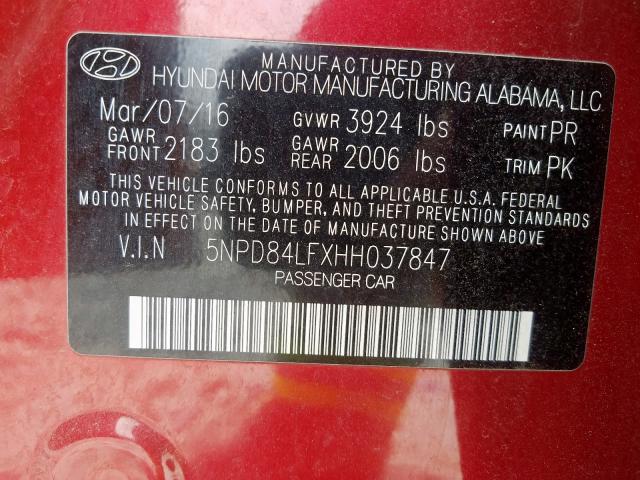 MANUFACTURED BY
HYUNDAI MOTOR MANUFACTURING ALABAMA, LLC
Mar/07/16 GVWR 3924 lbs PAINT PR
GAWR FRONT 2183 lbs GAWR REAR 2006 lbs TRIM PK
THIS VEHICLE CONFORMS TO ALL APPLICABLE U.S.A. FEDERAL
MOTOR VEHICLE SAFETY, BUMPER, AND THEFT PREVENTION STANDARDS
IN EFFECT ON THE DATE OF MANUFACTURE SHOWN ABOVE.
V.I.N 5NPD84LFXHH037847
PASSENGER CAR